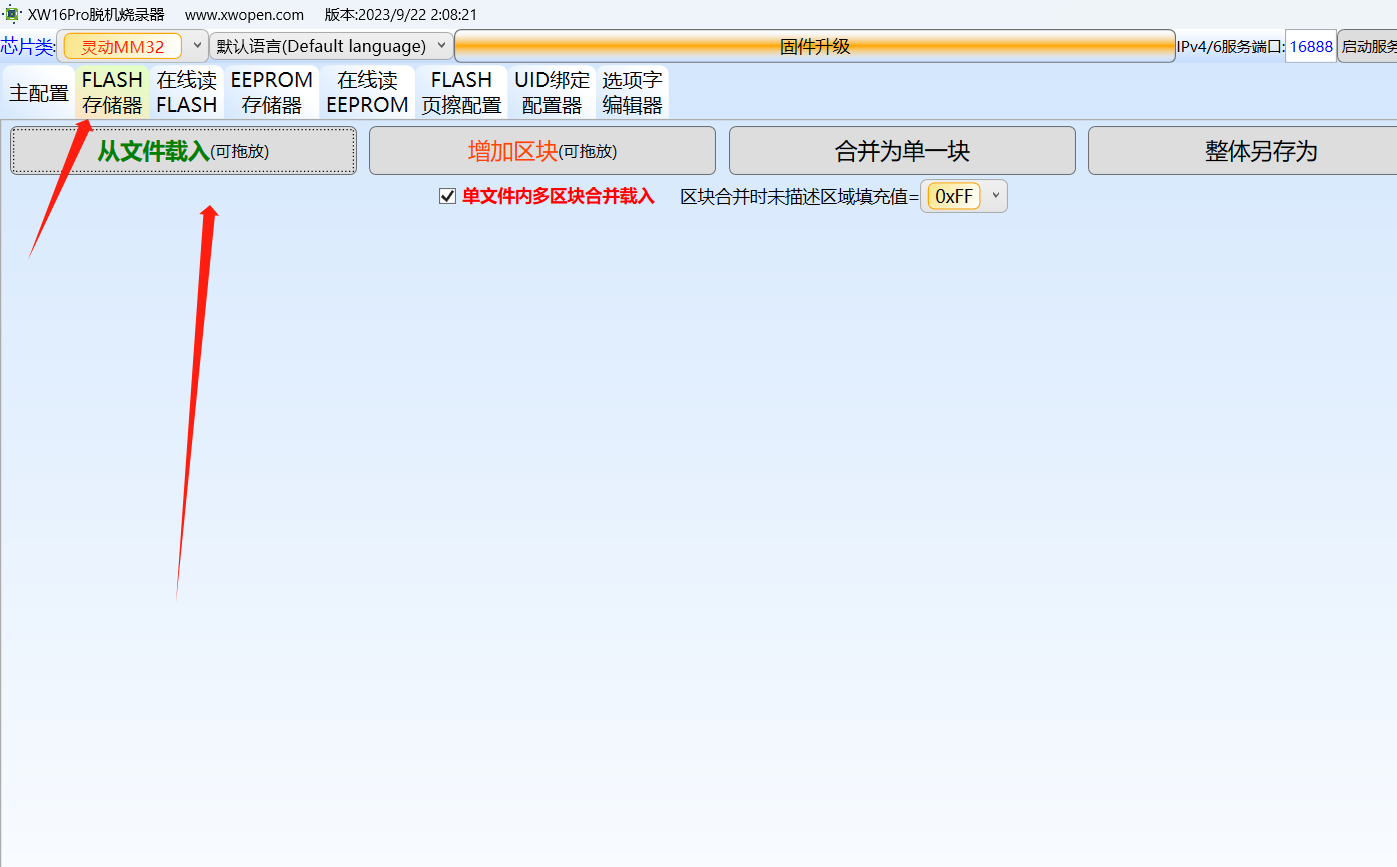 XW16Pro脱机烧录器 www.xwopen.com 版本:2023/9/22 2:08:21
芯片类: 灵动MM32 默认语言(Default language) 固件升级 IPv4/6服务端口: 16888 启动服务
主配置
FLASH
存储器
在线读
FLASH
EEPROM
存储器
在线读
EEPROM
FLASH
页擦配置
UID绑定
配置器
选项字
编辑器
从文件载入(可拖放) 增加区块(可拖放) 合并为单一块 整体另存为
单文件内多区块合并载入 区块合并时未描述区域填充值= 0xFF